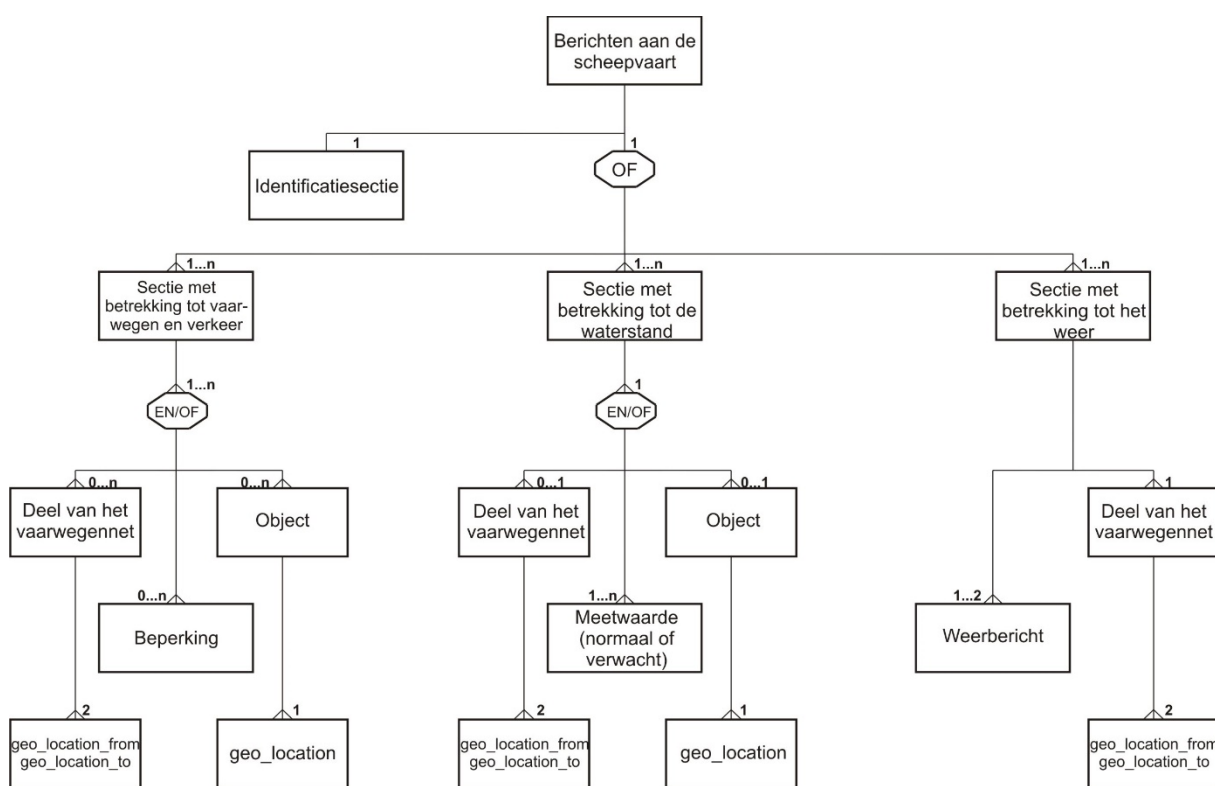 Berichten aan de
scheepvaart
1
1
Identificatiesectie
OF
1...n
1...n
1...n
Sectie met
betrekking tot vaar-
wegen en verkeer
Sectie met
betrekking tot de
waterstand
Sectie met
betrekking tot het
weer
1...n
1
EN/OF
EN/OF
0...n
0...n
0...1
0...1
1
Deel van het
vaarwegennet
Object
Deel van het
vaarwegennet
Object
Deel van het
vaarwegennet
0...n
1...n
1...2
Beperking
Meetwaarde
(normaal of
verwacht)
Weerbericht
2
1
2
1
2
geo_location_from
geo_location_to
geo_location
geo_location_from
geo_location_to
geo_location
geo_location_from
geo_location_to